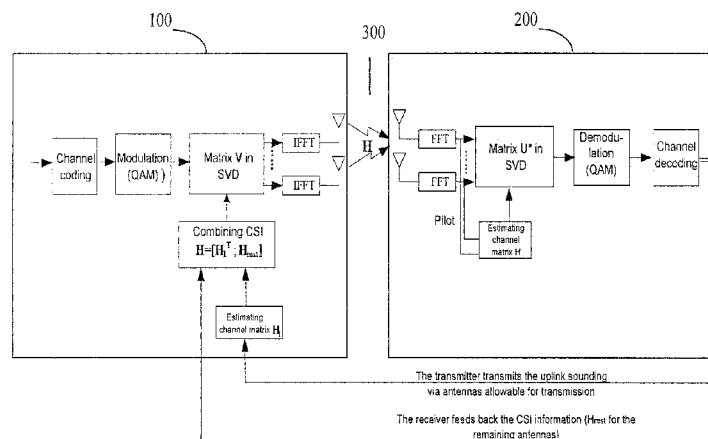 100
300
200
Channel
coding
Modulation
(QAM) )
Matrix V in
SVD
IFFT
IFFT
H
FFT
FFT
Matrix U* in
SVD
Demodu-
lation
(QAM)
Channel
decoding
Pilot
Combining CSI
H=[H₁ᵀ ; Hrest]
Estimating
channel
matrix H
Estimating
channel matrix H₁
The transmitter transmits the uplink sounding
via antennas allowable for transmission
The receiver feeds back the CSI information (Hrest for the
remaining antennas)